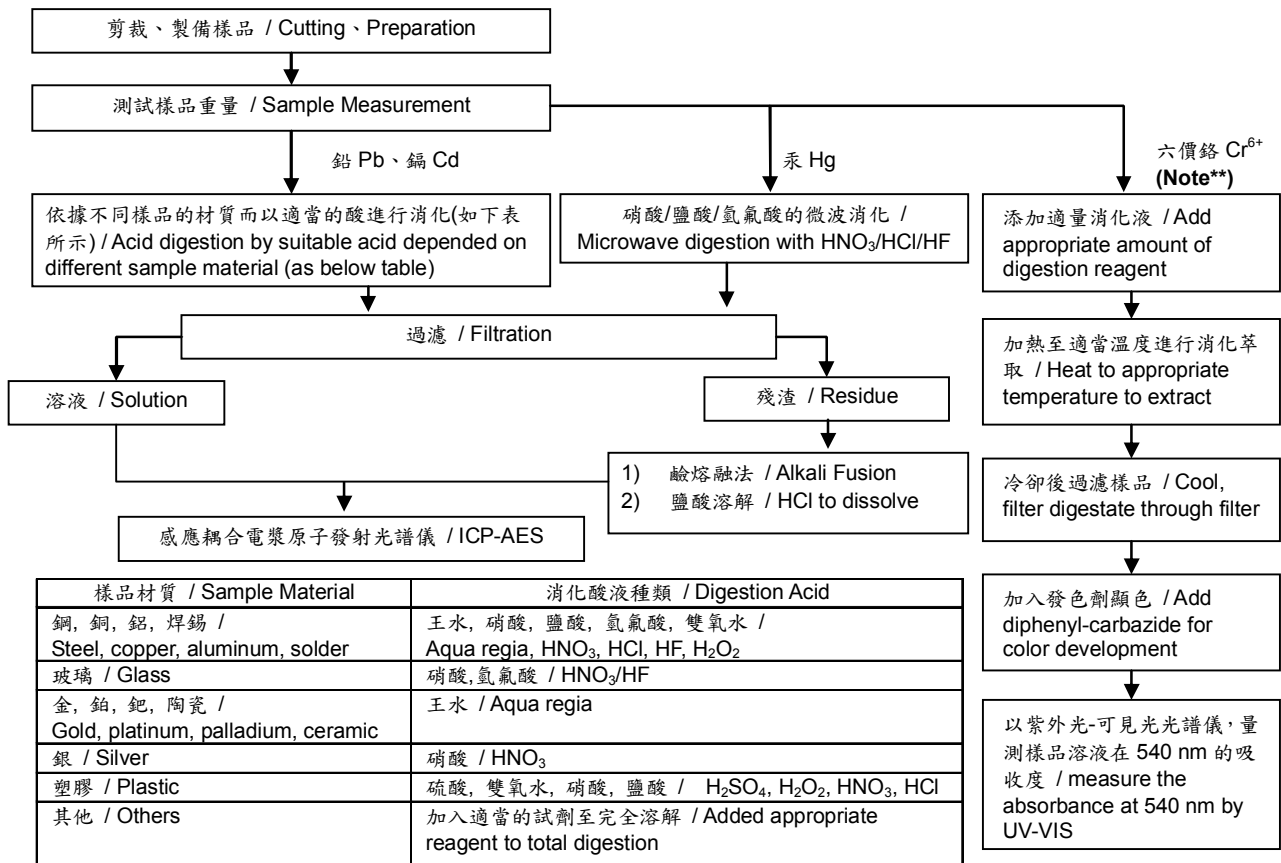 剪裁、製備樣品 / Cutting、Preparation
測試樣品重量 / Sample Measurement
鉛 Pb、鎘 Cd
汞 Hg
六價鉻 Cr⁶⁺
(Note**)
依據不同樣品的材質而以適當的酸進行消化(如下表
所示) / Acid digestion by suitable acid depended on
different sample material (as below table)
硝酸/鹽酸/氫氟酸的微波消化 /
Microwave digestion with HNO₃/HCl/HF
添加適量消化液 / Add
appropriate amount of
digestion reagent
過濾 / Filtration
加熱至適當溫度進行消化萃
取 / Heat to appropriate
temperature to extract
溶液 / Solution
殘渣 / Residue
1) 鹼熔融法 / Alkali Fusion
2) 鹽酸溶解 / HCl to dissolve
冷卻後過濾樣品 / Cool,
filter digestate through filter
感應耦合電漿原子發射光譜儀 / ICP-AES
加入發色劑顯色 / Add
diphenyl-carbazide for
color development
以紫外光-可見光光譜儀，量
測樣品溶液在 540 nm 的吸
收度 / measure the
absorbance at 540 nm by
UV-VIS
樣品材質 / Sample Material 消化酸液種類 / Digestion Acid
鋼, 銅, 鋁, 焊錫 / 王水, 硝酸, 鹽酸, 氫氟酸, 雙氧水 /
Steel, copper, aluminum, solder Aqua regia, HNO₃, HCl, HF, H₂O₂
玻璃 / Glass 硝酸,氫氟酸 / HNO₃/HF
金, 鉑, 鈀, 陶瓷 / 王水 / Aqua regia
Gold, platinum, palladium, ceramic
銀 / Silver 硝酸 / HNO₃
塑膠 / Plastic 硫酸, 雙氧水, 硝酸, 鹽酸 / H₂SO₄, H₂O₂, HNO₃, HCl
其他 / Others 加入適當的試劑至完全溶解 / Added appropriate
reagent to total digestion